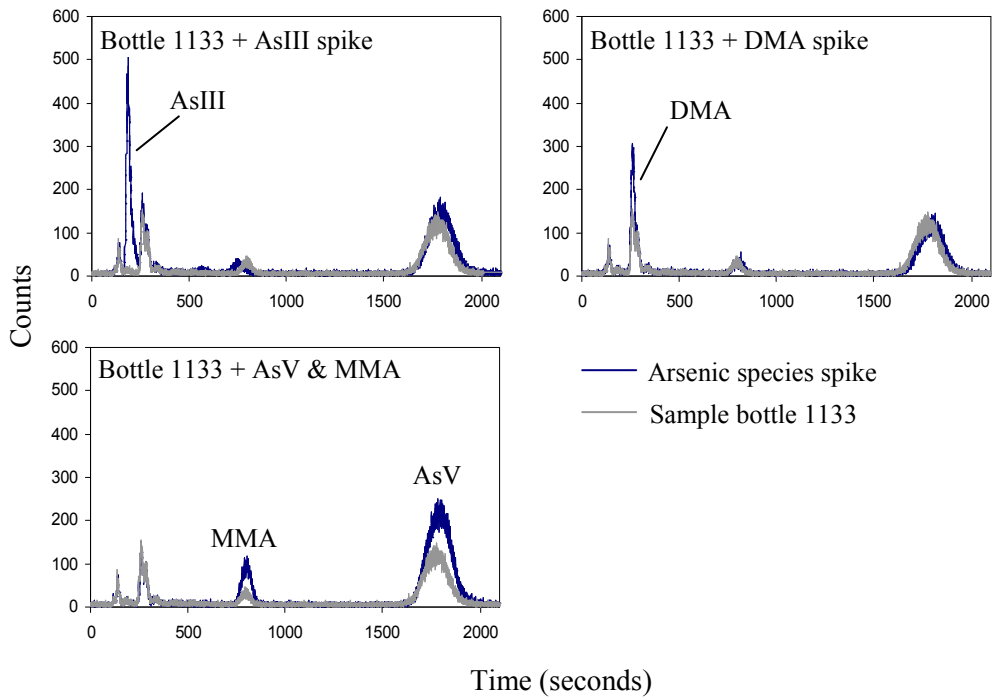 Bottle 1133 + AsIII spike
600
500
400
300
200
100
0
AsIII
0 500 1000 1500 2000
Bottle 1133 + DMA spike
600
500
400
300
200
100
0
DMA
0 500 1000 1500 2000
Counts
Bottle 1133 + AsV & MMA
600
500
400
300
200
100
0
MMA
AsV
0 500 1000 1500 2000
Arsenic species spike
Sample bottle 1133
Time (seconds)